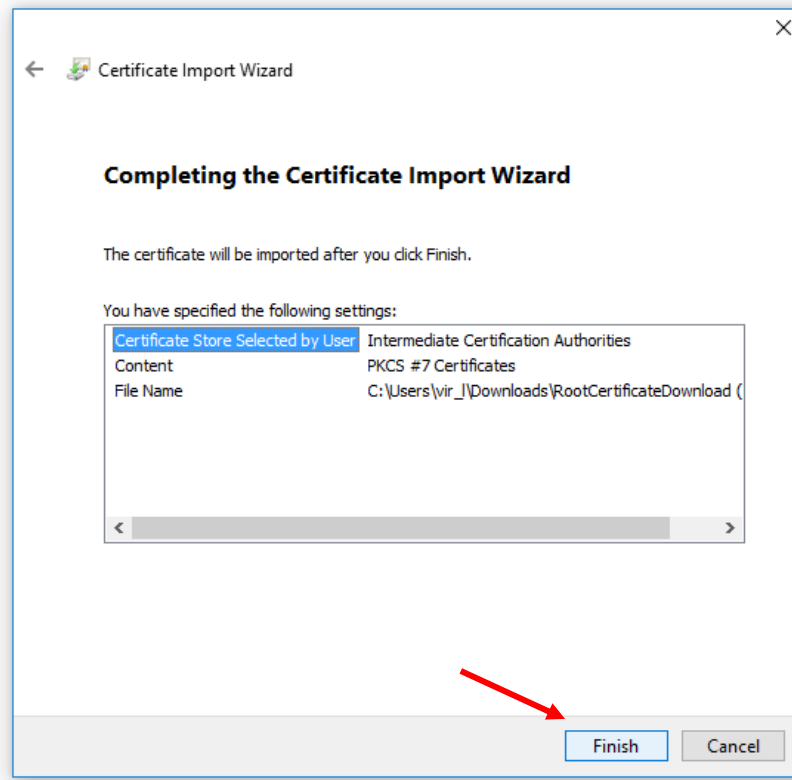 Certificate Import Wizard
Completing the Certificate Import Wizard
The certificate will be imported after you click Finish.
You have specified the following settings:
Certificate Store Selected by User Intermediate Certification Authorities
Content PKCS #7 Certificates
File Name C:\Users\vir_l\Downloads\RootCertificateDownload (
Finish Cancel